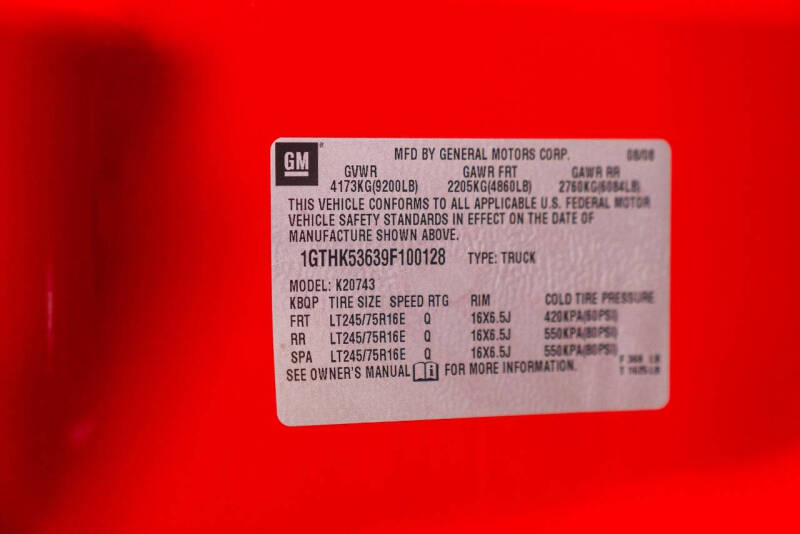 GM
MFD BY GENERAL MOTORS CORP. 08/08
GVWR GAWR FRT GAWR RR
4173KG(9200LB) 2205KG(4860LB) 2760KG(6084LB)
THIS VEHICLE CONFORMS TO ALL APPLICABLE U.S. FEDERAL MOTOR
VEHICLE SAFETY STANDARDS IN EFFECT ON THE DATE OF
MANUFACTURE SHOWN ABOVE.
1GTHK53639F100128 TYPE: TRUCK
MODEL: K20743
KBQP TIRE SIZE SPEED RTG RIM COLD TIRE PRESSURE
FRT LT245/75R16E Q 16X6.5J 420KPA(60PSI)
RR LT245/75R16E Q 16X6.5J 550KPA(80PSI)
SPA LT245/75R16E Q 16X6.5J 550KPA(80PSI)
SEE OWNER'S MANUAL FOR MORE INFORMATION.
F 368 LB
T LB